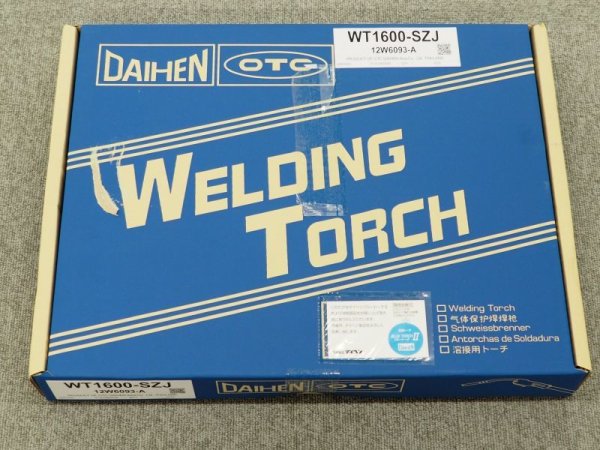 DAIHEN
OTC
WT1600-SZJ
12W6093-A
WELDING
TORCH
Welding Torch
气体保护焊焊枪
Schweissbrenner
Antorchas de Soldadura
溶接用トーチ
WT1600-SZJ
12W6093-A
DAIHEN
OTC